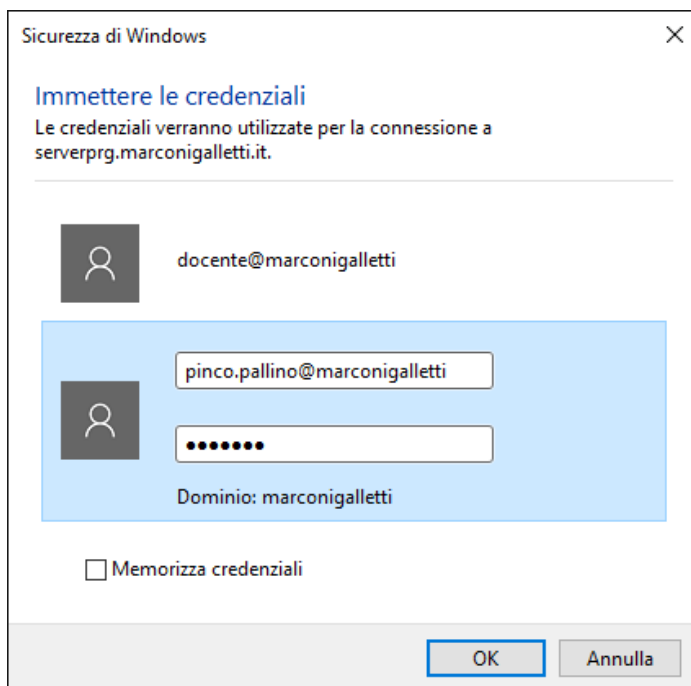 Sicurezza di Windows
Immettere le credenziali
Le credenziali verranno utilizzate per la connessione a
serverprg.marconigalletti.it.
docente@marconigalletti
pinco.pallino@marconigalletti
●●●●●●●
Dominio: marconigalletti
Memorizza credenziali
OK
Annulla